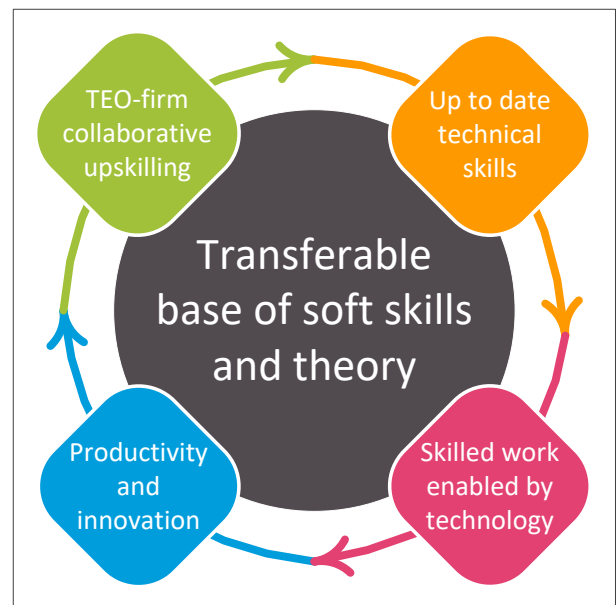 TEO-firm
collaborative
upskilling
Up to date
technical
skills
Transferable
base of soft skills
and theory
Productivity
and
innovation
Skilled work
enabled by
technology